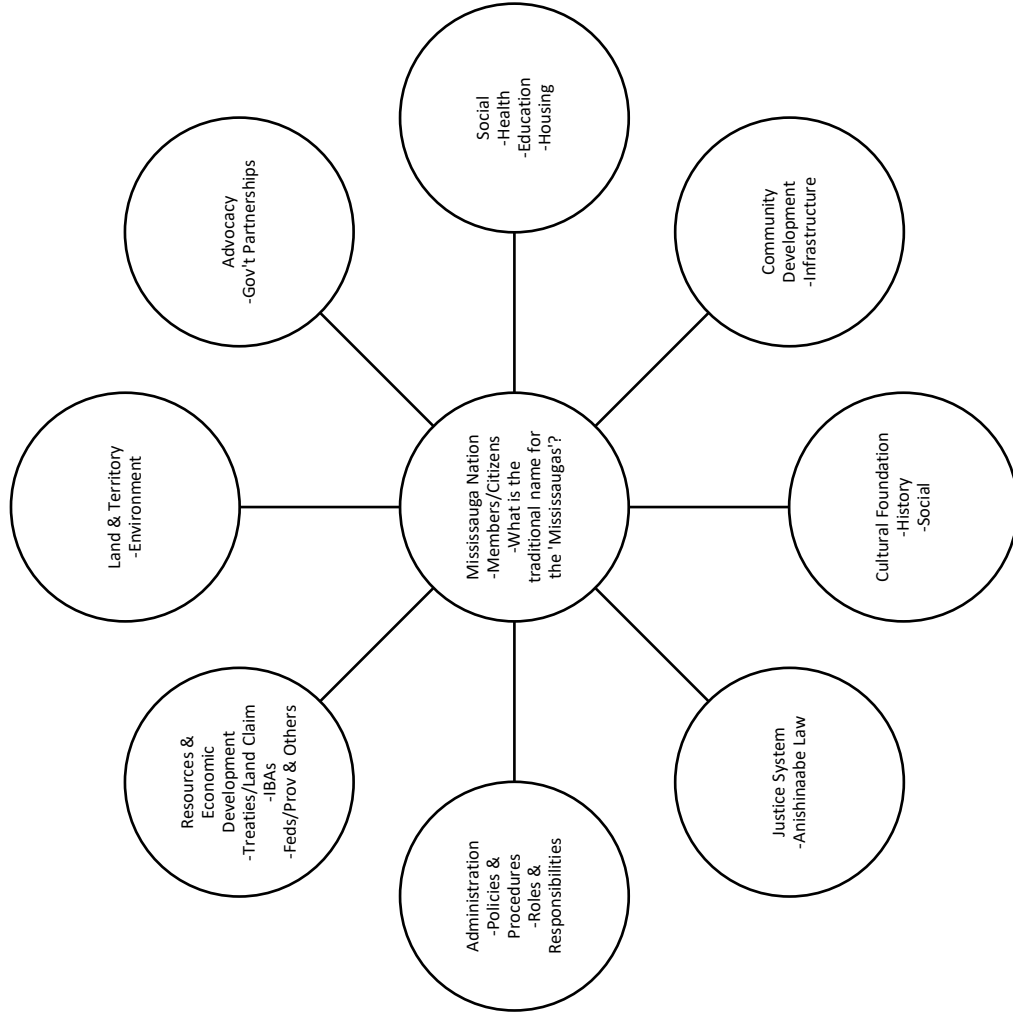 Administration
-Policies &
Procedures
-Roles &
Responsibilities
Justice System
-Anishinaabe Law
Resources &
Economic
Development
-Treaties/Land Claim
-IBAs
-Feds/Prov & Others
Cultural Foundation
-History
-Social
Mississauga Nation
-Members/Citizens
-What is the
traditional name for
the 'Mississaugas'?
Land & Territory
-Environment
Community
Development
-Infrastructure
Advocacy
-Gov't Partnerships
Social
-Health
-Education
-Housing